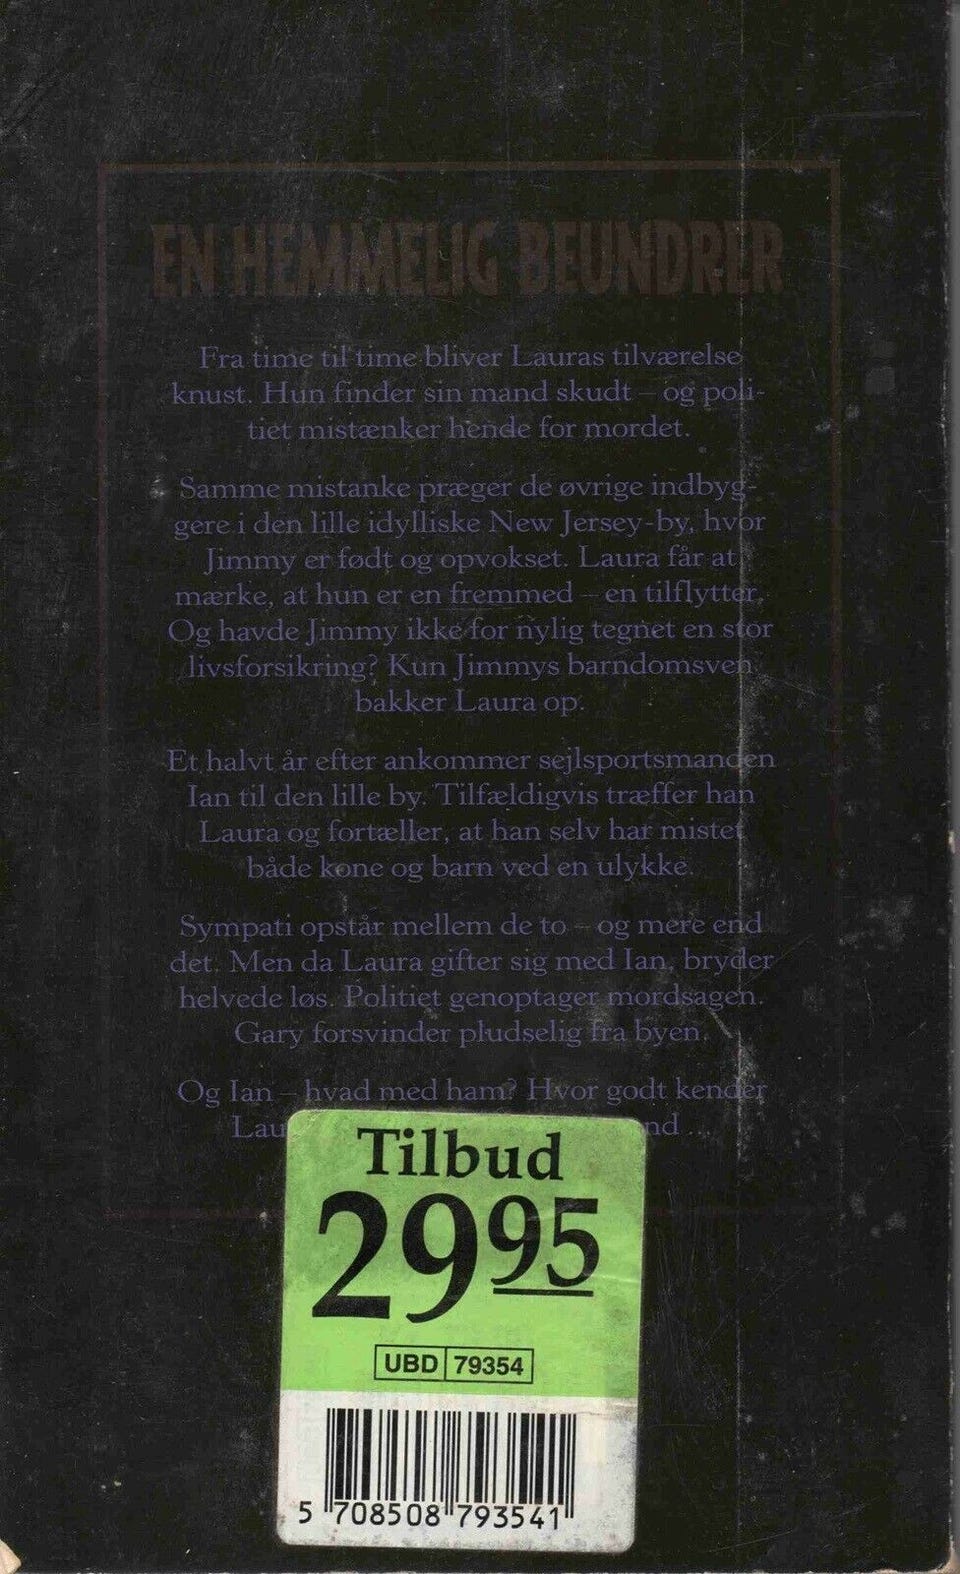 EN HEMMELIG BEUNDRER
Fra time til time bliver Lauras tilværelse
knust. Hun finder sin mand skudt – og poli-
tiet mistænker hende for mordet.
Samme mistanke præger de øvrige indbyg-
gere i den lille idylliske New Jersey-by, hvor
Jimmy er født og opvokset. Laura får at
mærke, at hun er en fremmed – en tilflytter.
Og havde Jimmy ikke for nylig tegnet en stor
livsforsikring? Kun Jimmys barndomsven
bakker Laura op.
Et halvt år efter ankommer sejlsportsmanden
Ian til den lille by. Tilfældigvis træffer han
Laura og fortæller, at han selv har mistet
både kone og barn ved en ulykke.
Sympati opstår mellem de to – og mere end
det. Men da Laura gifter sig med Ian, bryder
helvede løs. Politiet genoptager mordsagen.
Gary forsvinder pludselig fra byen.
Og Ian – hvad med ham? Hvor godt kender
Lau nd ...
Tilbud
29 95
UBD 79354
5 708508 793541